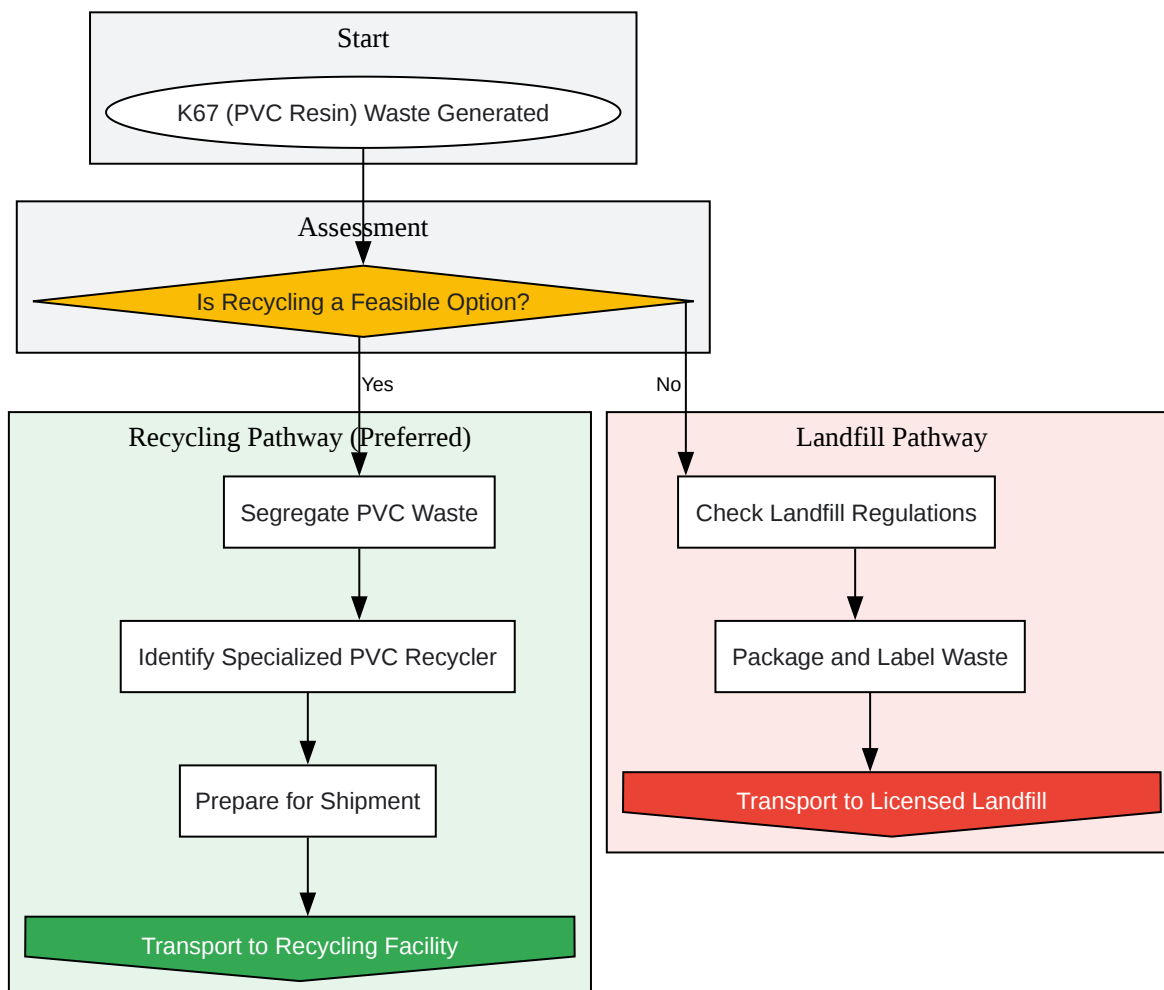 Start
K67 (PVC Resin) Waste Generated
Assessment
Is Recycling a Feasible Option?
Yes
No
Recycling Pathway (Preferred)
Segregate PVC Waste
Identify Specialized PVC Recycler
Prepare for Shipment
Transport to Recycling Facility
Landfill Pathway
Check Landfill Regulations
Package and Label Waste
Transport to Licensed Landfill